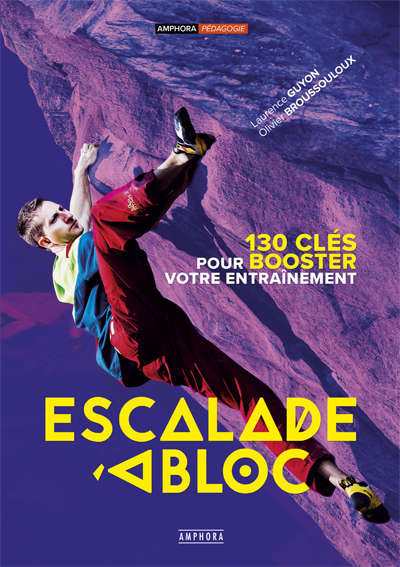 AMPHORA PÉDAGOGIE
Laurence GUYON
Olivier BROUSSOULOUX
130 CLÉS
POUR BOOSTER
VOTRE ENTRAÎNEMENT
ESCALADE
À BLOC
AMPHORA